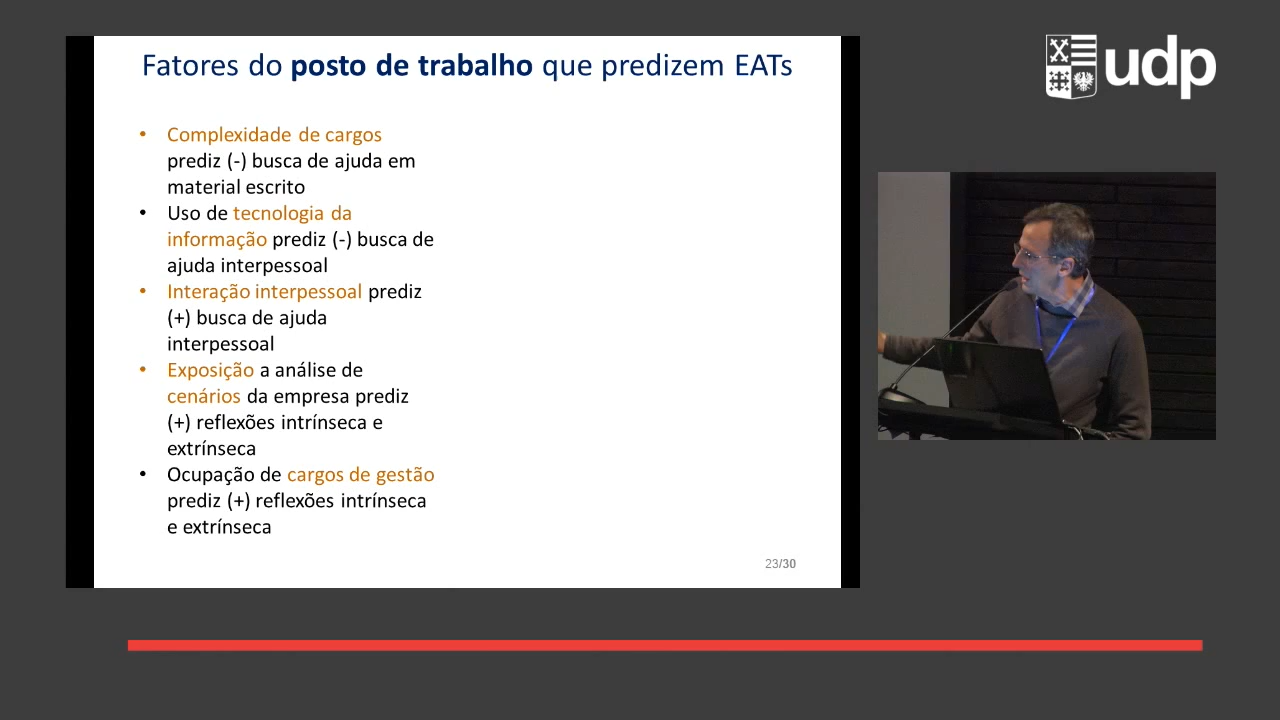 Fatores do posto de trabalho que predizem EATs
• Complexidade de cargos
prediz (-) busca de ajuda em
material escrito
• Uso de tecnologia da
informação prediz (-) busca de
ajuda interpessoal
• Interação interpessoal prediz
(+) busca de ajuda
interpessoal
• Exposição a análise de
cenários da empresa prediz
(+) reflexões intrínseca e
extrínseca
• Ocupação de cargos de gestão
prediz (+) reflexões intrínseca
e extrínseca
23/30
udp